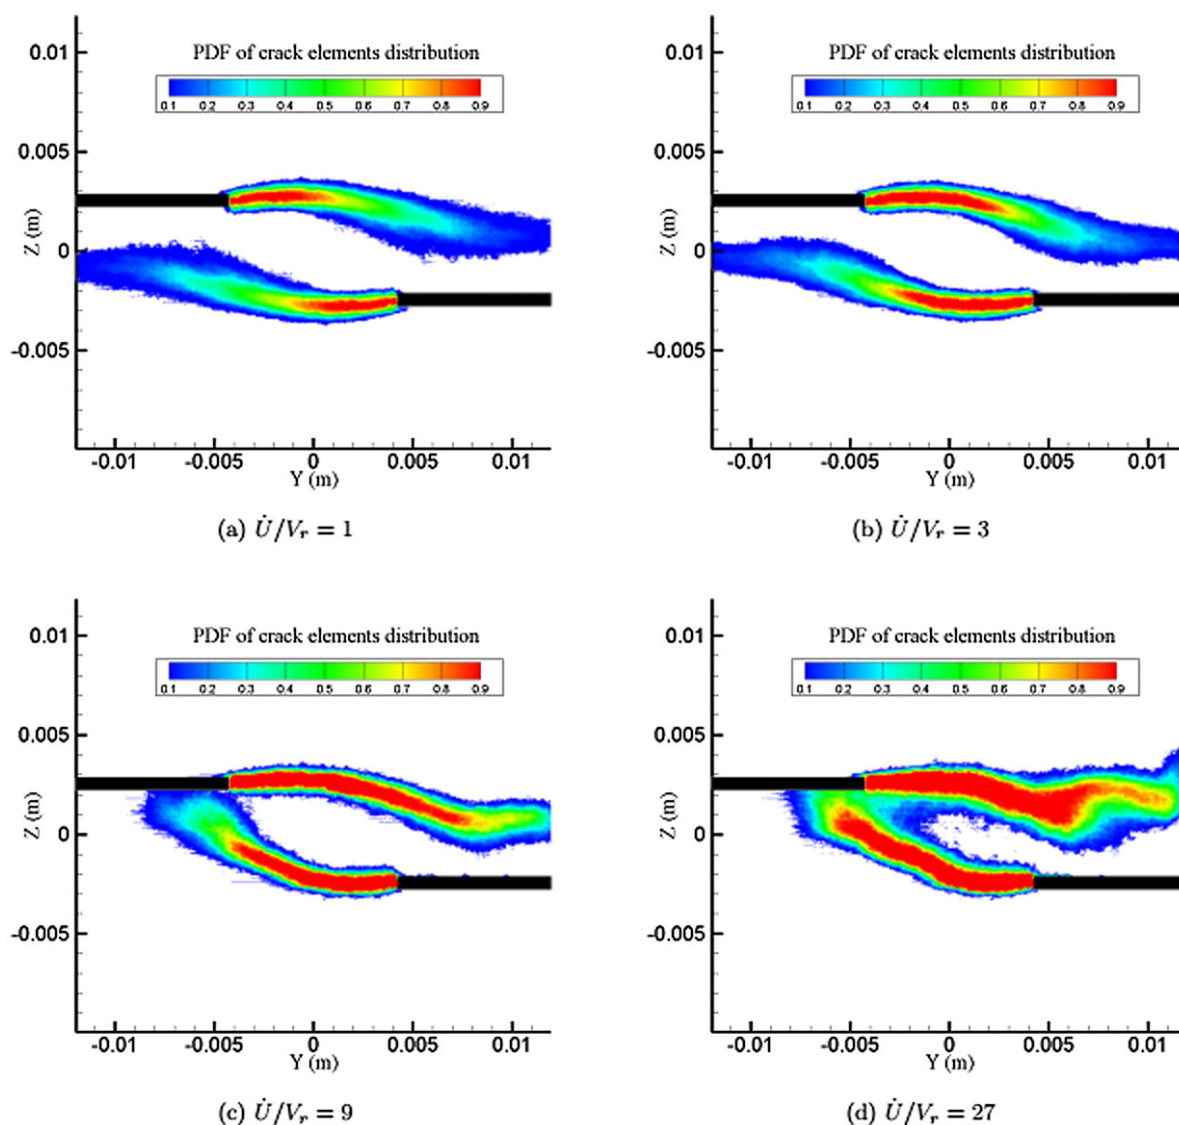 PDF of crack elements distribution
0.1 0.2 0.3 0.4 0.5 0.6 0.7 0.8 0.9
0.01
0.005
0
-0.005
Z (m)
-0.01 -0.005 0 0.005 0.01
Y (m)
(a) U̇/Vᵣ = 1
PDF of crack elements distribution
0.1 0.2 0.3 0.4 0.5 0.6 0.7 0.8 0.9
0.01
0.005
0
-0.005
Z (m)
-0.01 -0.005 0 0.005 0.01
Y (m)
(b) U̇/Vᵣ = 3
PDF of crack elements distribution
0.1 0.2 0.3 0.4 0.5 0.6 0.7 0.8 0.9
0.01
0.005
0
-0.005
Z (m)
-0.01 -0.005 0 0.005 0.01
Y (m)
(c) U̇/Vᵣ = 9
PDF of crack elements distribution
0.1 0.2 0.3 0.4 0.5 0.6 0.7 0.8 0.9
0.01
0.005
0
-0.005
Z (m)
-0.01 -0.005 0 0.005 0.01
Y (m)
(d) U̇/Vᵣ = 27